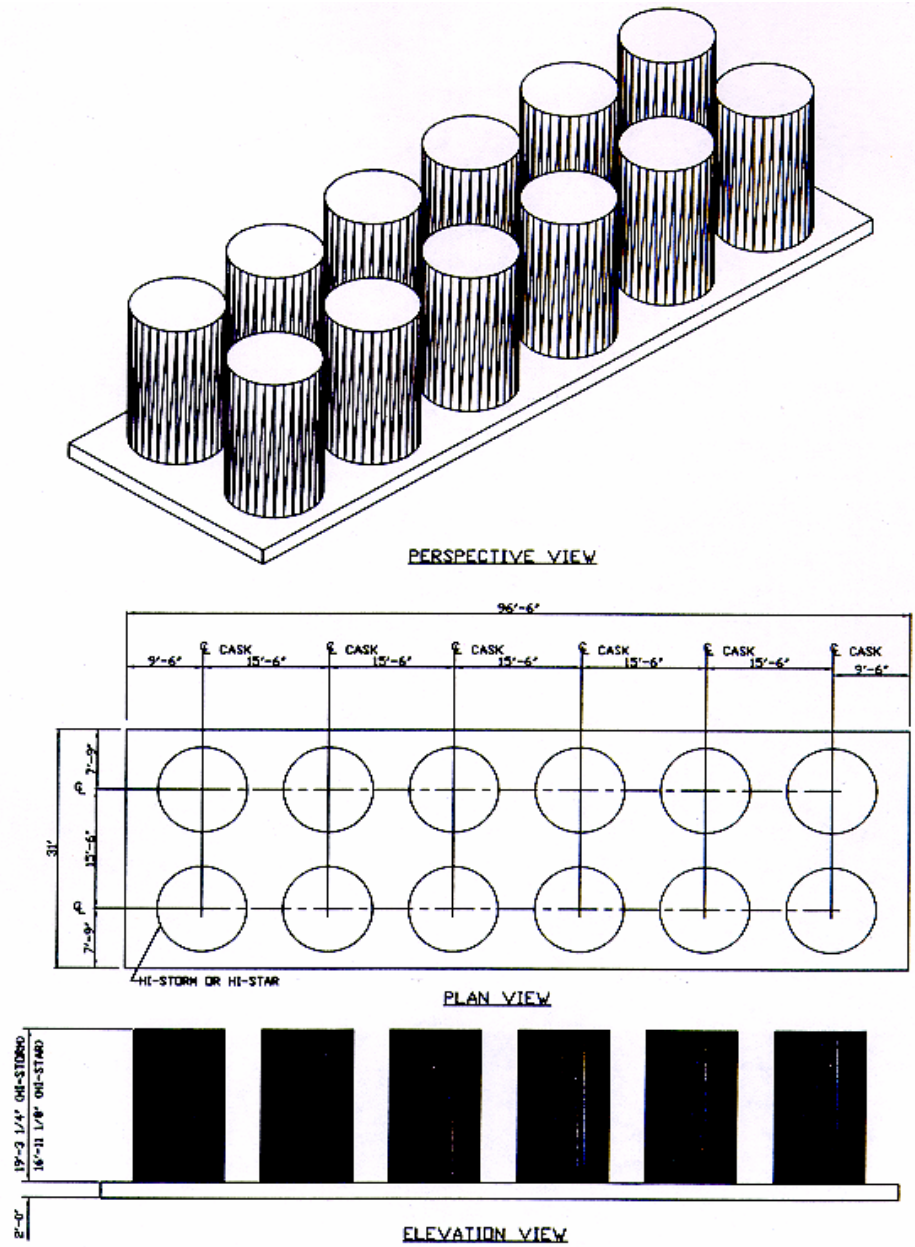 PERSPECTIVE VIEW
96'-6"
℄ CASK ℄ CASK ℄ CASK ℄ CASK ℄ CASK ℄ CASK
9'-6" 15'-6" 15'-6" 15'-6" 15'-6" 15'-6" 9'-6"
31'
7'-9"
℄
15'-6"
℄
7'-9"
HI-STORM OR HI-STAR
PLAN VIEW
19'-3 1/4" (HI-STORM)
16'-11 1/8" (HI-STAR)
2'-0"
ELEVATION VIEW